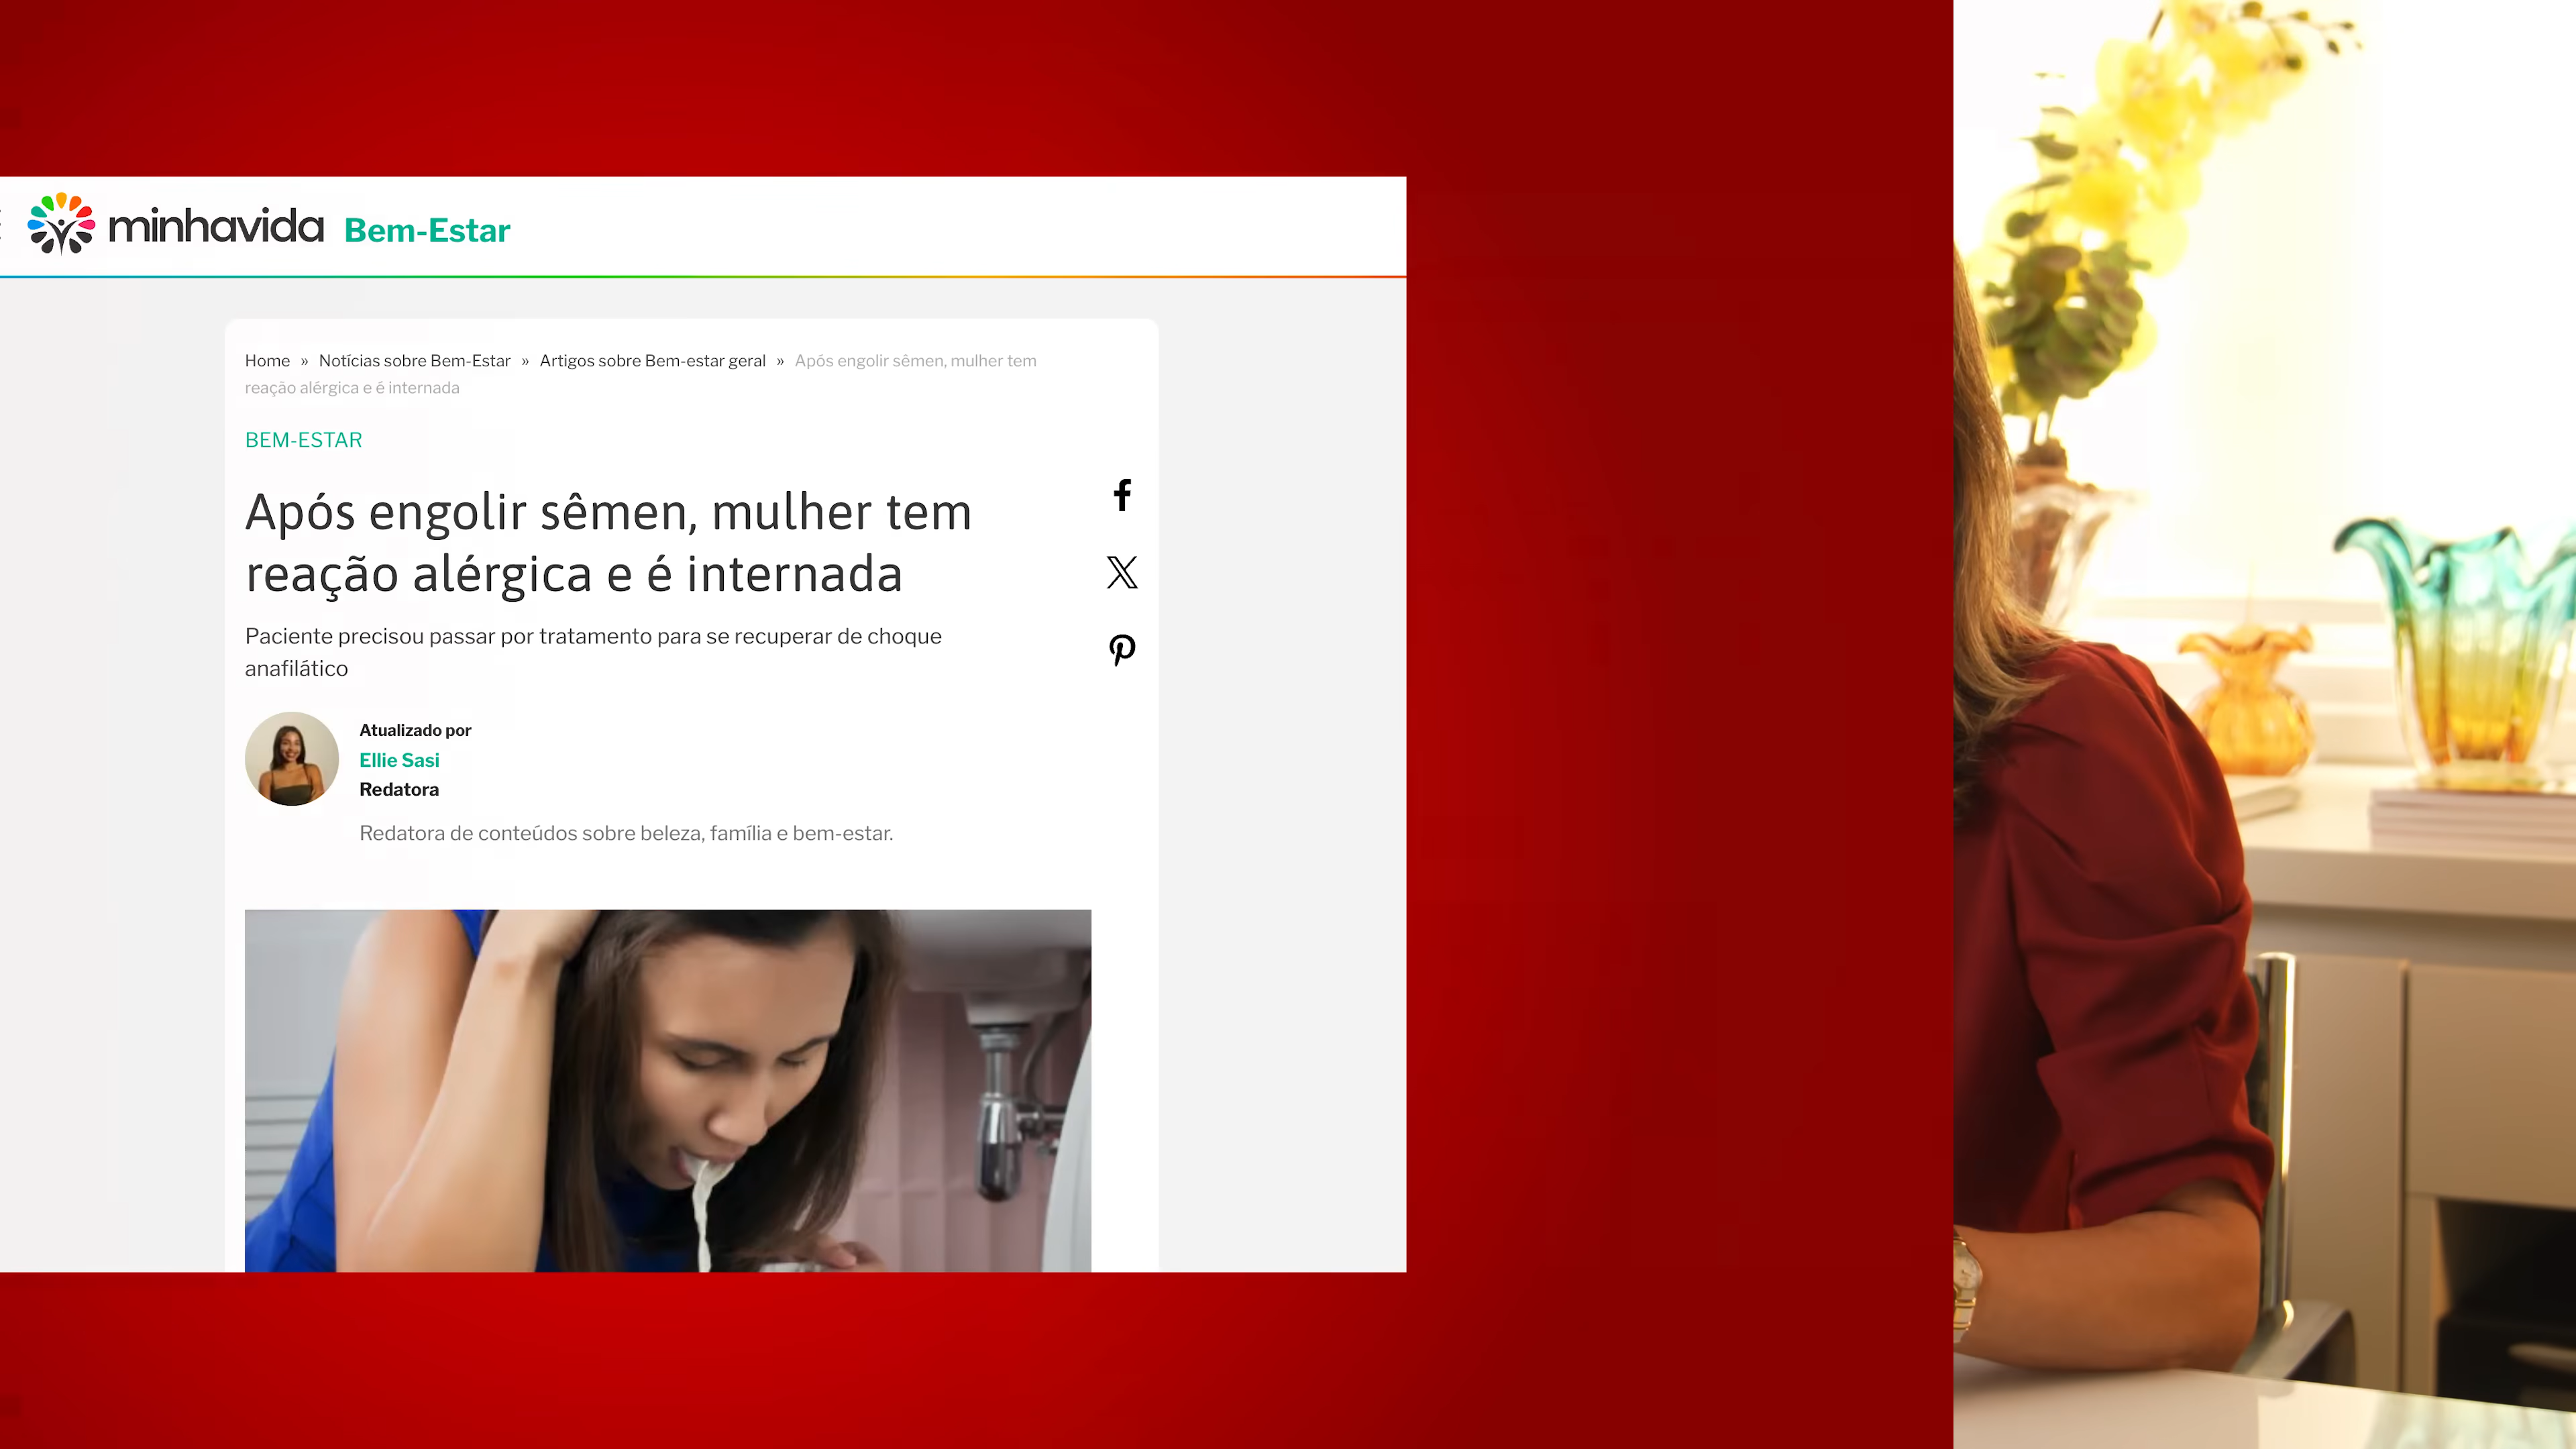 minhavida Bem-Estar
Home » Notícias sobre Bem-Estar » Artigos sobre Bem-estar geral » Após engolir sêmen, mulher tem
reação alérgica e é internada
BEM-ESTAR
Após engolir sêmen, mulher tem
reação alérgica e é internada
Paciente precisou passar por tratamento para se recuperar de choque
anafilático
Atualizado por
Ellie Sasi
Redatora
Redatora de conteúdos sobre beleza, família e bem-estar.